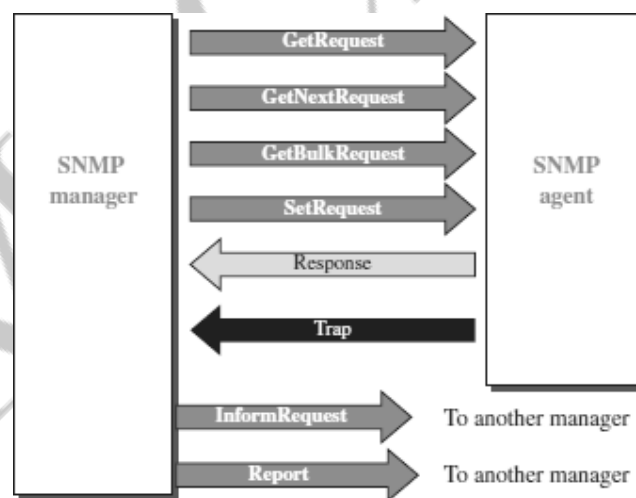 GetRequest
GetNextRequest
GetBulkRequest
SNMP
manager
SNMP
agent
SetRequest
Response
Trap
InformRequest
To another manager
Report
To another manager